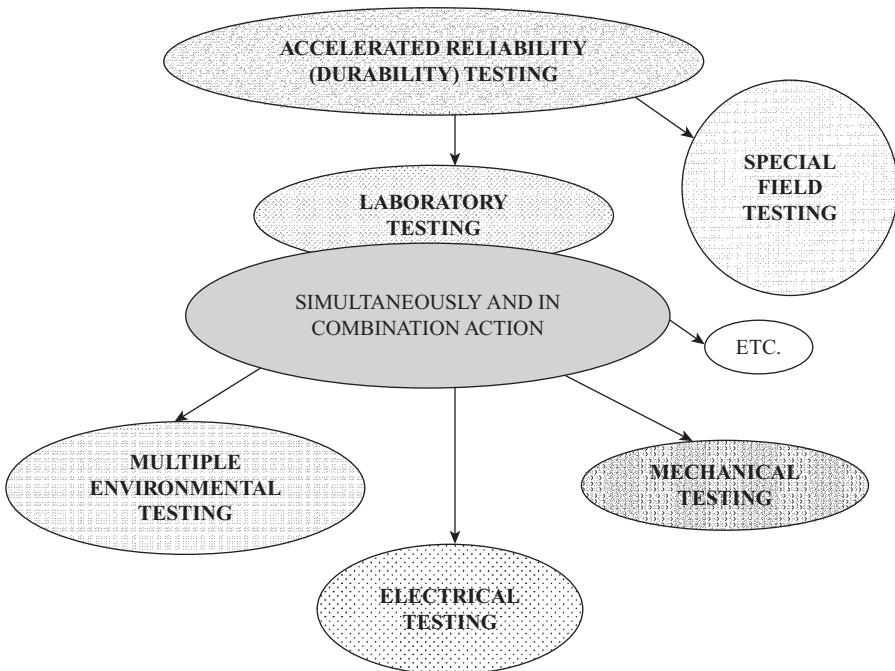 ACCELERATED RELIABILITY
(DURABILITY) TESTING
SPECIAL
FIELD
TESTING
LABORATORY
TESTING
SIMULTANEOUSLY AND IN
COMBINATION ACTION
ETC.
MULTIPLE
ENVIRONMENTAL
TESTING
MECHANICAL
TESTING
ELECTRICAL
TESTING